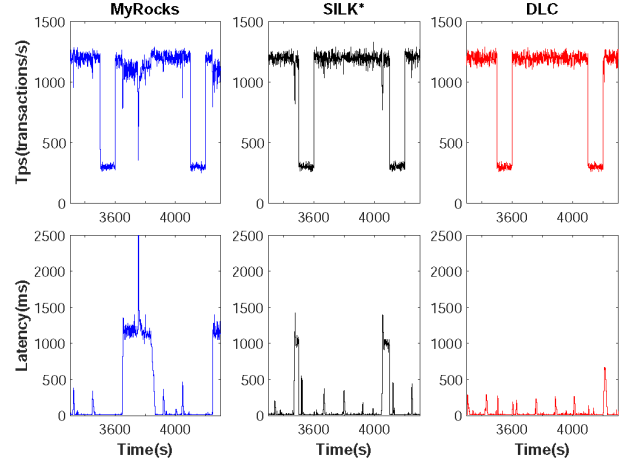 MyRocks SILK* DLC
Tps(transactions/s)
1500 1500 1500
1000 1000 1000
500 500 500
0 0 0
3600 4000 3600 4000 3600 4000
Latency(ms)
2500 2500 2500
2000 2000 2000
1500 1500 1500
1000 1000 1000
500 500 500
0 0 0
3600 4000 3600 4000 3600 4000
Time(s) Time(s) Time(s)